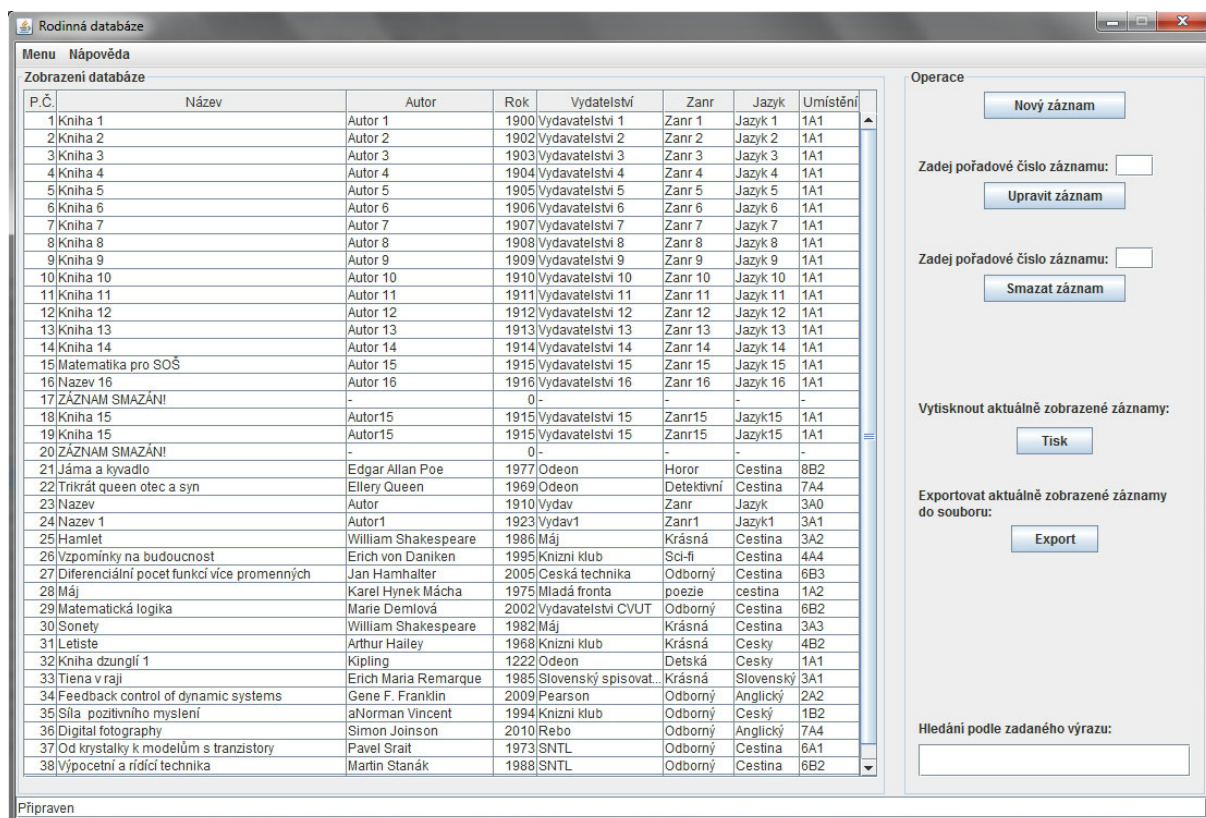 Rodinná databáze
Menu Nápověda
Zobrazení databáze
P.Č. Název Autor Rok Vydatelství Zanr Jazyk Umístění
1 Kniha 1 Autor 1 1900 Vydavatelstvi 1 Zanr 1 Jazyk 1 1A1
2 Kniha 2 Autor 2 1902 Vydavatelstvi 2 Zanr 2 Jazyk 2 1A1
3 Kniha 3 Autor 3 1903 Vydavatelstvi 3 Zanr 3 Jazyk 3 1A1
4 Kniha 4 Autor 4 1904 Vydavatelstvi 4 Zanr 4 Jazyk 4 1A1
5 Kniha 5 Autor 5 1905 Vydavatelstvi 5 Zanr 5 Jazyk 5 1A1
6 Kniha 6 Autor 6 1906 Vydavatelstvi 6 Zanr 6 Jazyk 6 1A1
7 Kniha 7 Autor 7 1907 Vydavatelstvi 7 Zanr 7 Jazyk 7 1A1
8 Kniha 8 Autor 8 1908 Vydavatelstvi 8 Zanr 8 Jazyk 8 1A1
9 Kniha 9 Autor 9 1909 Vydavatelstvi 9 Zanr 9 Jazyk 9 1A1
10 Kniha 10 Autor 10 1910 Vydavatelstvi 10 Zanr 10 Jazyk 10 1A1
11 Kniha 11 Autor 11 1911 Vydavatelstvi 11 Zanr 11 Jazyk 11 1A1
12 Kniha 12 Autor 12 1912 Vydavatelstvi 12 Zanr 12 Jazyk 12 1A1
13 Kniha 13 Autor 13 1913 Vydavatelstvi 13 Zanr 13 Jazyk 13 1A1
14 Kniha 14 Autor 14 1914 Vydavatelstvi 14 Zanr 14 Jazyk 14 1A1
15 Matematika pro SOŠ Autor 15 1915 Vydavatelstvi 15 Zanr 15 Jazyk 15 1A1
16 Nazev 16 Autor 16 1916 Vydavatelstvi 16 Zanr 16 Jazyk 16 1A1
17 ZÁZNAM SMAZÁN! - 0 - - - -
18 Kniha 15 Autor15 1915 Vydavatelstvi 15 Zanr15 Jazyk15 1A1
19 Kniha 15 Autor15 1915 Vydavatelstvi 15 Zanr15 Jazyk15 1A1
20 ZÁZNAM SMAZÁN! - 0 - - - -
21 Jáma a kyvadlo Edgar Allan Poe 1977 Odeon Horor Cestina 8B2
22 Trikrát queen otec a syn Ellery Queen 1969 Odeon Detektivní Cestina 7A4
23 Nazev Autor 1910 Vydav Zanr Jazyk 3A0
24 Nazev 1 Autor1 1923 Vydav1 Zanr1 Jazyk1 3A1
25 Hamlet William Shakespeare 1986 Máj Krásná Cestina 3A2
26 Vzpomínky na budoucnost Erich von Daniken 1995 Knizni klub Sci-fi Cestina 4A4
27 Diferenciální pocet funkcí více promenných Jan Hamhalter 2005 Ceská technika Odborný Cestina 6B3
28 Máj Karel Hynek Mácha 1975 Mladá fronta poezie cestina 1A2
29 Matematická logika Marie Demlová 2002 Vydavatelstvi CVUT Odborný Cestina 6B2
30 Sonety William Shakespeare 1982 Máj Krásná Cestina 3A3
31 Letiste Arthur Hailey 1968 Knizni klub Krásná Cesky 4B2
32 Kniha dzunglí 1 Kipling 1222 Odeon Detská Cesky 1A1
33 Tiena v raji Erich Maria Remarque 1985 Slovenský spisovat... Krásná Slovenský 3A1
34 Feedback control of dynamic systems Gene F. Franklin 2009 Pearson Odborný Anglický 2A2
35 Síla pozitivního myslení aNorman Vincent 1994 Knizni klub Odborný Ceský 1B2
36 Digital fotography Simon Joinson 2010 Rebo Odborný Anglický 7A4
37 Od krystalky k modelům s tranzistory Pavel Srait 1973 SNTL Odborný Cestina 6A1
38 Výpocetní a rídící technika Martin Stanák 1988 SNTL Odborný Cestina 6B2
Operace
Nový záznam
Zadej pořadové číslo záznamu:
Upravit záznam
Zadej pořadové číslo záznamu:
Smazat záznam
Vytisknout aktuálně zobrazené záznamy:
Tisk
Exportovat aktuálně zobrazené záznamy
do souboru:
Export
Hledání podle zadaného výrazu:
Připraven